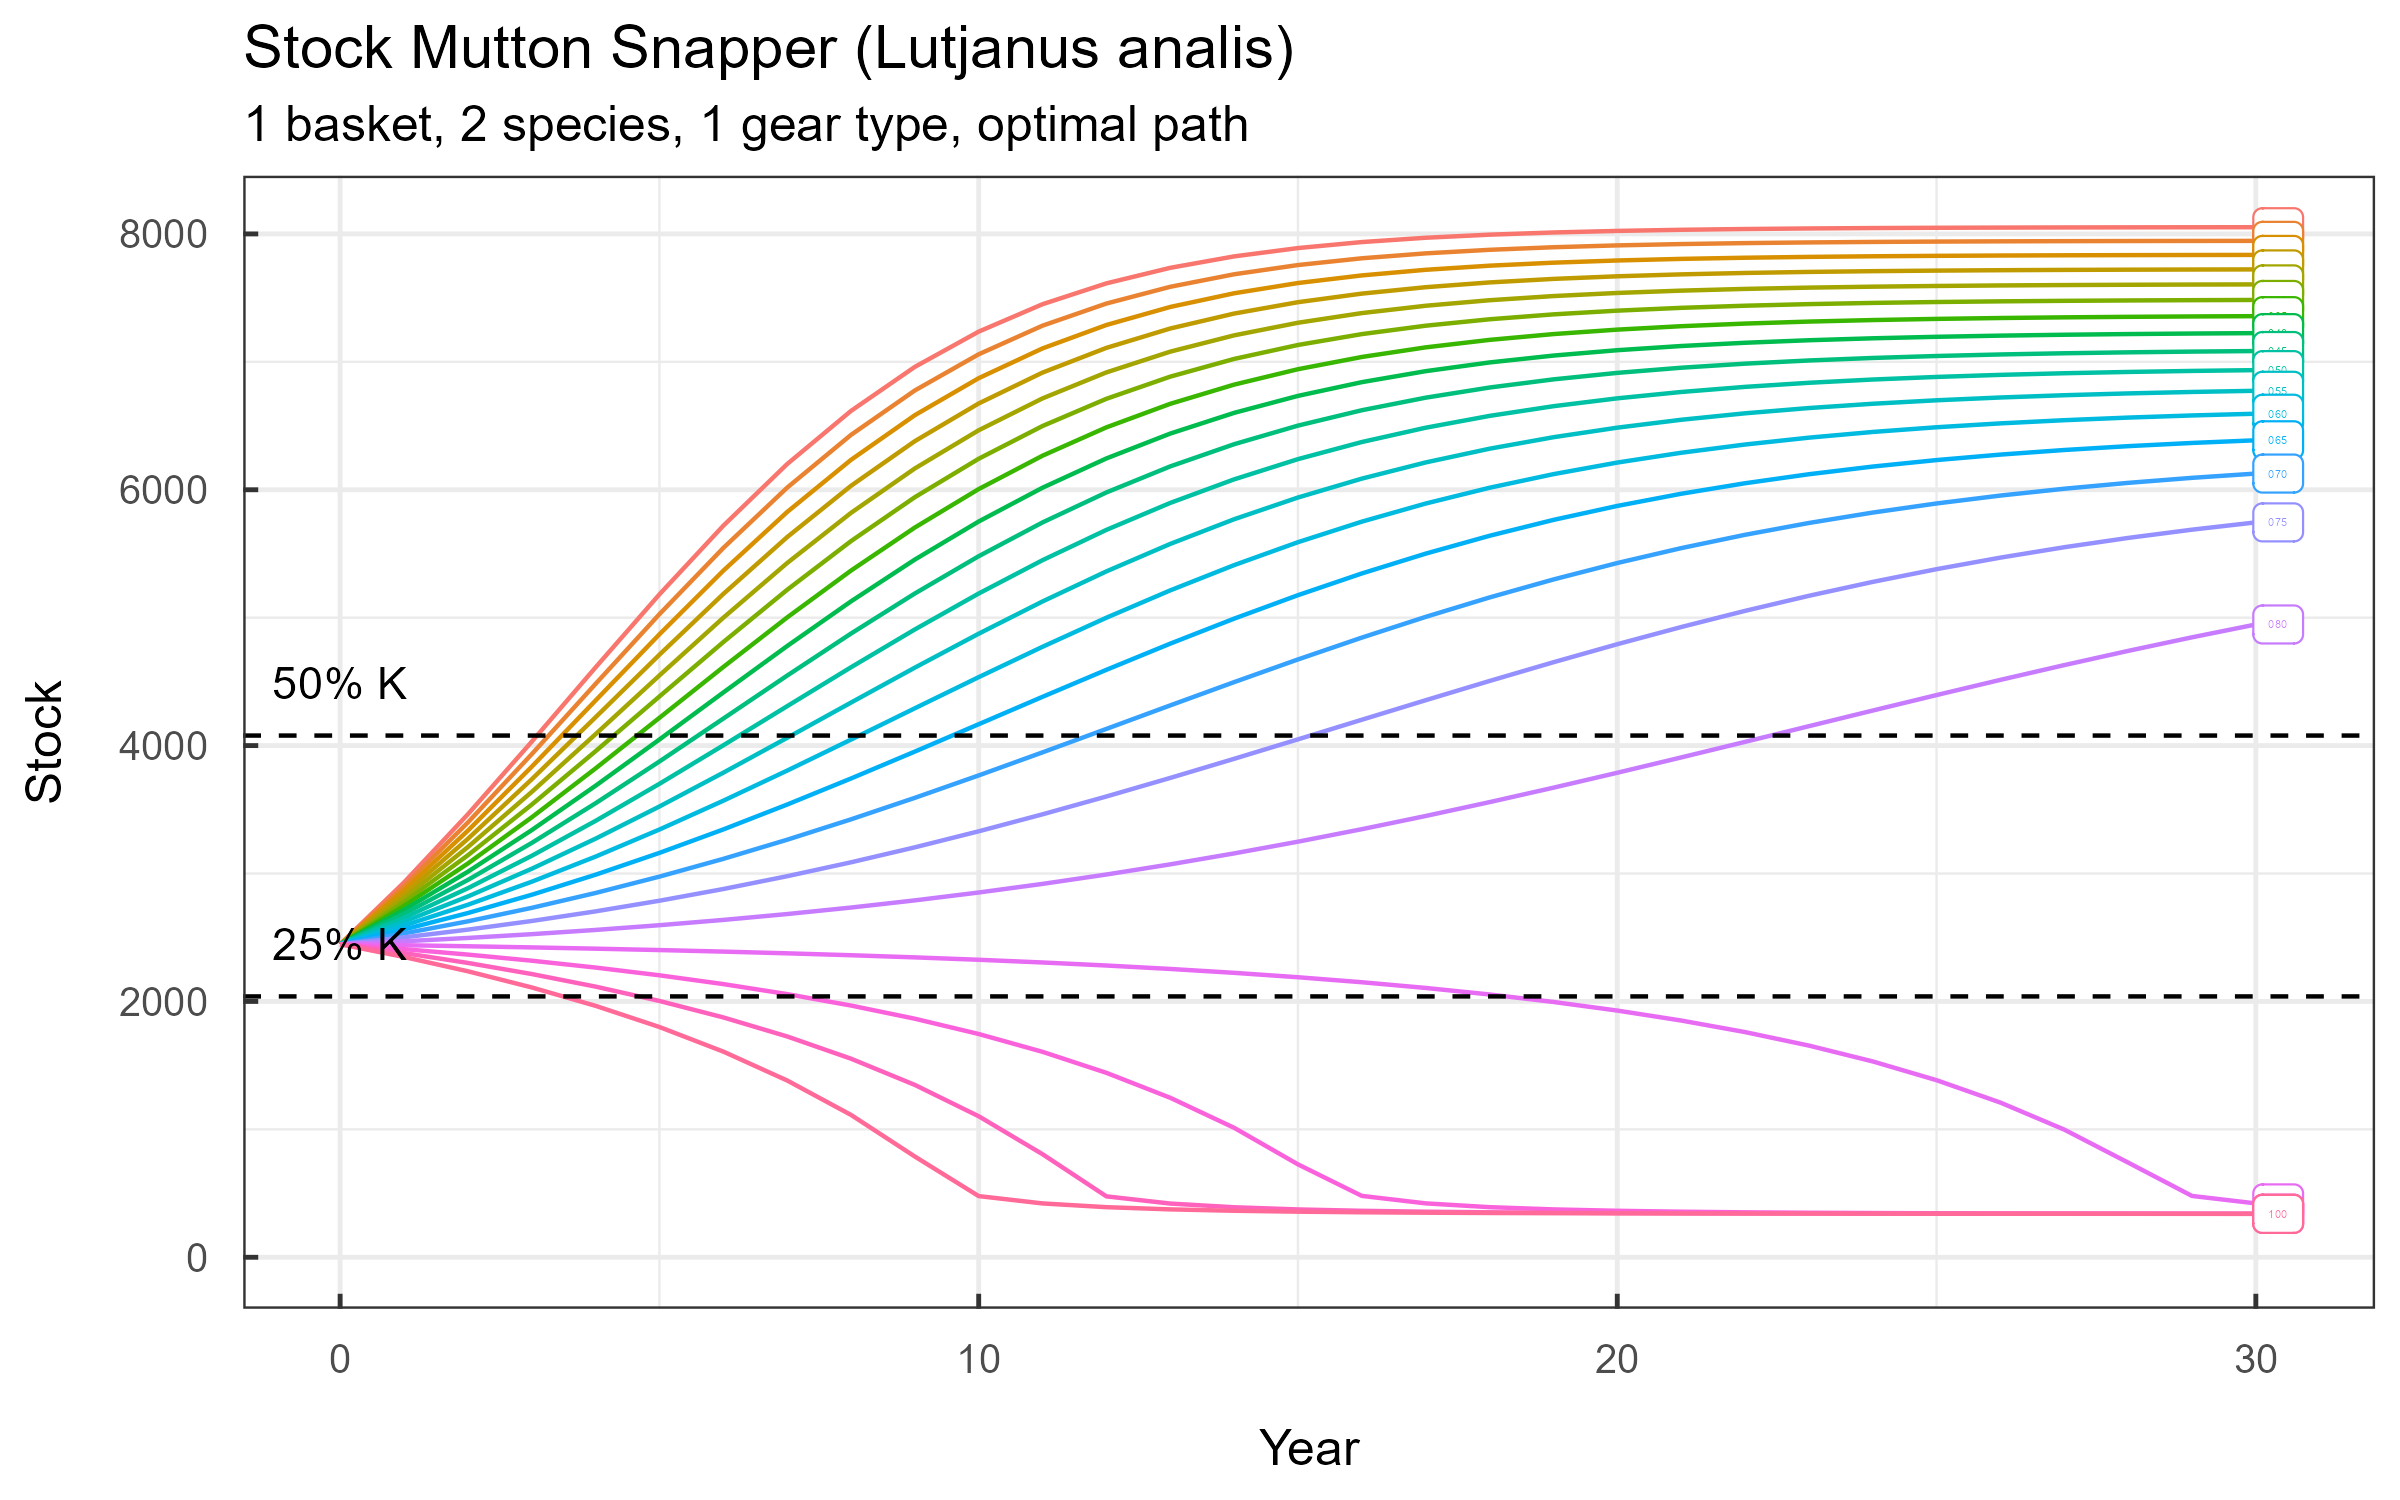 Stock Mutton Snapper (Lutjanus analis)
1 basket, 2 species, 1 gear type, optimal path
8000
6000
4000
2000
0
Stock
50% K
25% K
055
060
065
070
075
080
100
0
10
20
30
Year